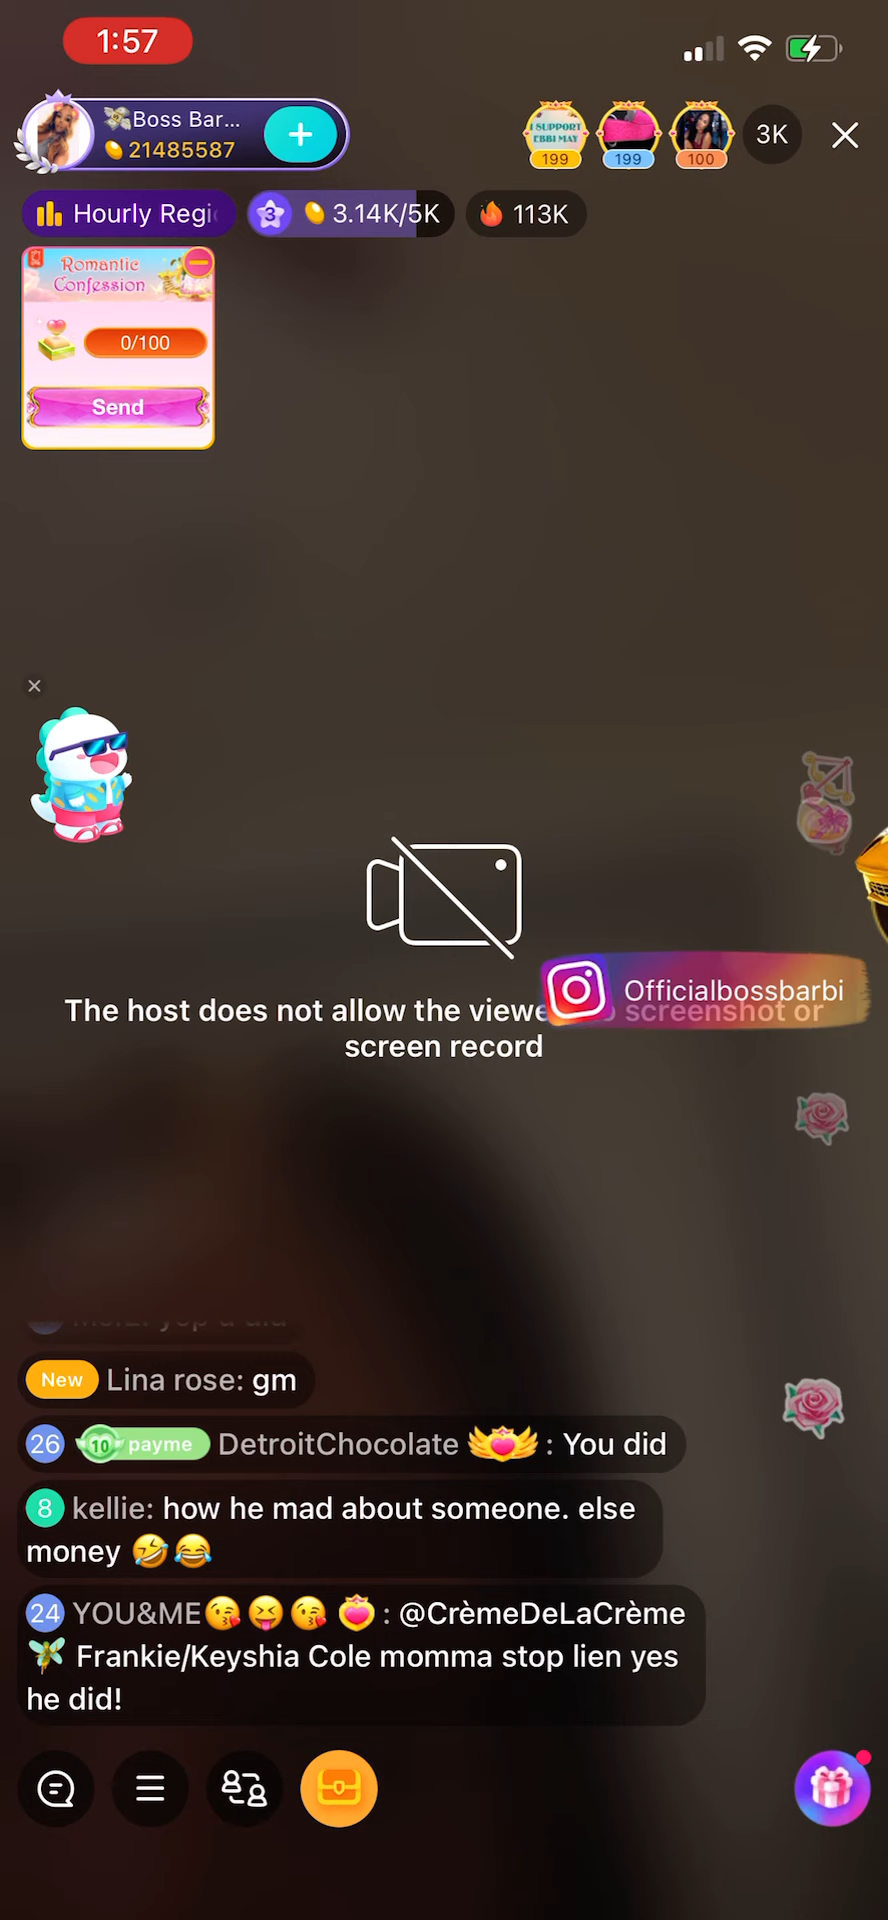 1:57
💸Boss Bar...
21485587
I SUPPORT
EBBI MAY
199
199
100
3K
Hourly Regi
3
3.14K/5K
113K
Romantic
Confession
0/100
Send
Officialbossbarbi
The host does not allow the viewe screenshot or
screen record
New Lina rose: gm
26 10 payme DetroitChocolate : You did
8 kellie: how he mad about someone. else
money 🤣😂
24 YOU&ME😘😝😘 : @CrèmeDeLaCrème
Frankie/Keyshia Cole momma stop lien yes
he did!